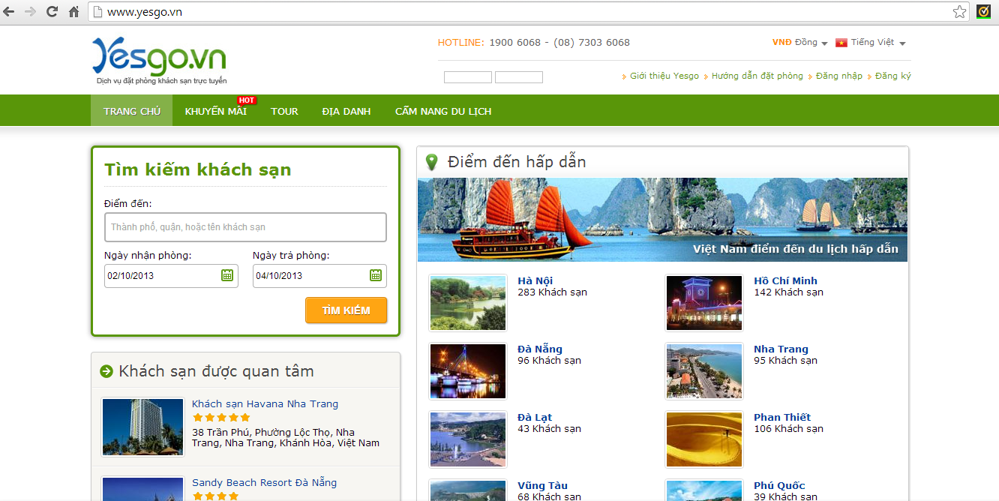 www.yesgo.vn
Yesgo.vn
Dịch vụ đặt phòng khách sạn trực tuyến
HOTLINE: 1900 6068 - (08) 7303 6068
VNĐ Đồng
Tiếng Việt
Giới thiệu Yesgo
Hướng dẫn đặt phòng
Đăng nhập
Đăng ký
TRANG CHỦ
KHUYẾN MÃI
HOT
TOUR
ĐỊA DANH
CẨM NANG DU LỊCH
Tìm kiếm khách sạn
Điểm đến:
Thành phố, quận, hoặc tên khách sạn
Ngày nhận phòng:
Ngày trả phòng:
02/10/2013
04/10/2013
TÌM KIẾM
Khách sạn được quan tâm
Khách sạn Havana Nha Trang
38 Trần Phú, Phường Lộc Thọ, Nha
Trang, Nha Trang, Khánh Hòa, Việt Nam
Sandy Beach Resort Đà Nẵng
Điểm đến hấp dẫn
Việt Nam điểm đến du lịch hấp dẫn
Hà Nội
283 Khách sạn
Hồ Chí Minh
142 Khách sạn
Đà Nẵng
96 Khách sạn
Nha Trang
95 Khách sạn
Đà Lạt
43 Khách sạn
Phan Thiết
106 Khách sạn
Vũng Tàu
68 Khách sạn
Phú Quốc
39 Khách sạn